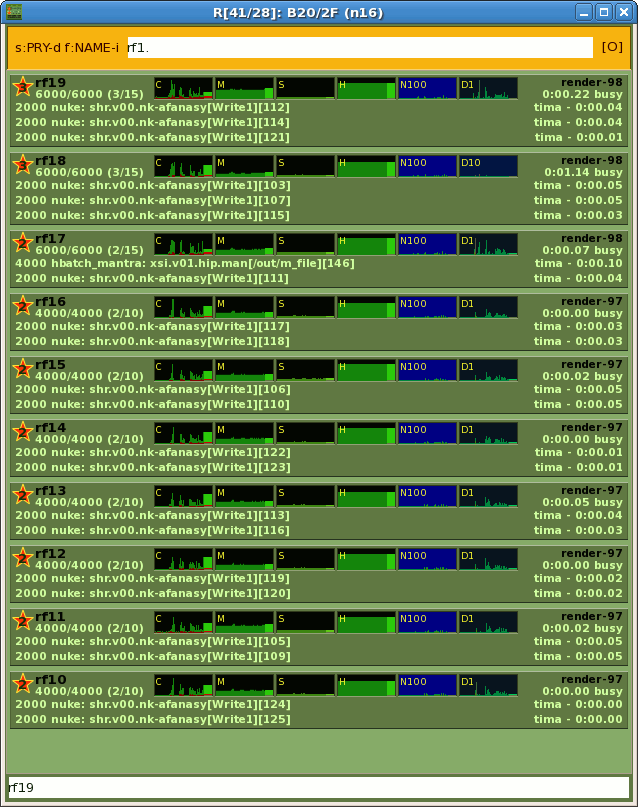 R[41/28]: B20/2F (n16)
s:PRY-d f:NAME-i rf1. [O]
3 rf19 C M S H N100 D1 render-98
6000/6000 (3/15) 0:00.22 busy
2000 nuke: shr.v00.nk-afanasy[Write1][112] tima - 0:00.04
2000 nuke: shr.v00.nk-afanasy[Write1][114] tima - 0:00.04
2000 nuke: shr.v00.nk-afanasy[Write1][121] tima - 0:00.01
3 rf18 C M S H N100 D10 render-98
6000/6000 (3/15) 0:01.14 busy
2000 nuke: shr.v00.nk-afanasy[Write1][103] tima - 0:00.05
2000 nuke: shr.v00.nk-afanasy[Write1][107] tima - 0:00.05
2000 nuke: shr.v00.nk-afanasy[Write1][115] tima - 0:00.03
2 rf17 C M S H N100 D1 render-98
6000/6000 (2/15) 0:00.07 busy
4000 hbatch_mantra: xsi.v01.hip.man[/out/m_file][146] tima - 0:00.10
2000 nuke: shr.v00.nk-afanasy[Write1][111] tima - 0:00.04
2 rf16 C M S H N100 D1 render-97
4000/4000 (2/10) 0:00.00 busy
2000 nuke: shr.v00.nk-afanasy[Write1][117] tima - 0:00.03
2000 nuke: shr.v00.nk-afanasy[Write1][118] tima - 0:00.03
2 rf15 C M S H N100 D1 render-97
4000/4000 (2/10) 0:00.02 busy
2000 nuke: shr.v00.nk-afanasy[Write1][106] tima - 0:00.05
2000 nuke: shr.v00.nk-afanasy[Write1][110] tima - 0:00.05
2 rf14 C M S H N100 D1 render-97
4000/4000 (2/10) 0:00.00 busy
2000 nuke: shr.v00.nk-afanasy[Write1][122] tima - 0:00.01
2000 nuke: shr.v00.nk-afanasy[Write1][123] tima - 0:00.01
2 rf13 C M S H N100 D1 render-97
4000/4000 (2/10) 0:00.05 busy
2000 nuke: shr.v00.nk-afanasy[Write1][113] tima - 0:00.04
2000 nuke: shr.v00.nk-afanasy[Write1][116] tima - 0:00.03
2 rf12 C M S H N100 D1 render-97
4000/4000 (2/10) 0:00.00 busy
2000 nuke: shr.v00.nk-afanasy[Write1][119] tima - 0:00.02
2000 nuke: shr.v00.nk-afanasy[Write1][120] tima - 0:00.02
2 rf11 C M S H N100 D1 render-97
4000/4000 (2/10) 0:00.02 busy
2000 nuke: shr.v00.nk-afanasy[Write1][105] tima - 0:00.05
2000 nuke: shr.v00.nk-afanasy[Write1][109] tima - 0:00.05
2 rf10 C M S H N100 D1 render-97
4000/4000 (2/10) 0:00.00 busy
2000 nuke: shr.v00.nk-afanasy[Write1][124] tima - 0:00.00
2000 nuke: shr.v00.nk-afanasy[Write1][125] tima - 0:00.00
rf19